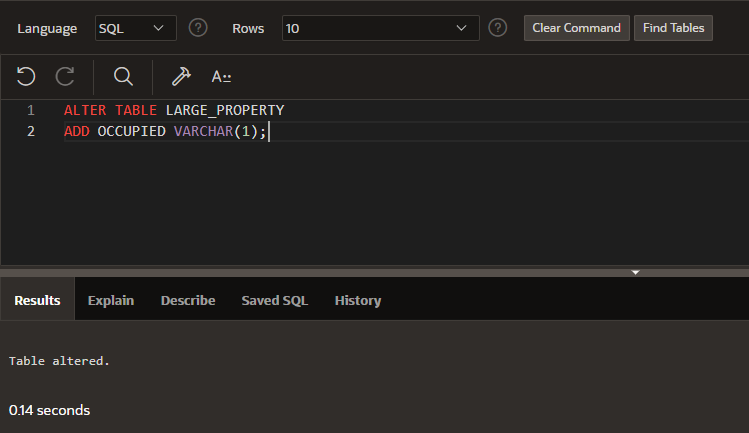 Language SQL ? Rows 10 ? Clear Command Find Tables
A::
1 ALTER TABLE LARGE_PROPERTY
2 ADD OCCUPIED VARCHAR(1);
Results Explain Describe Saved SQL History
Table altered.
0.14 seconds